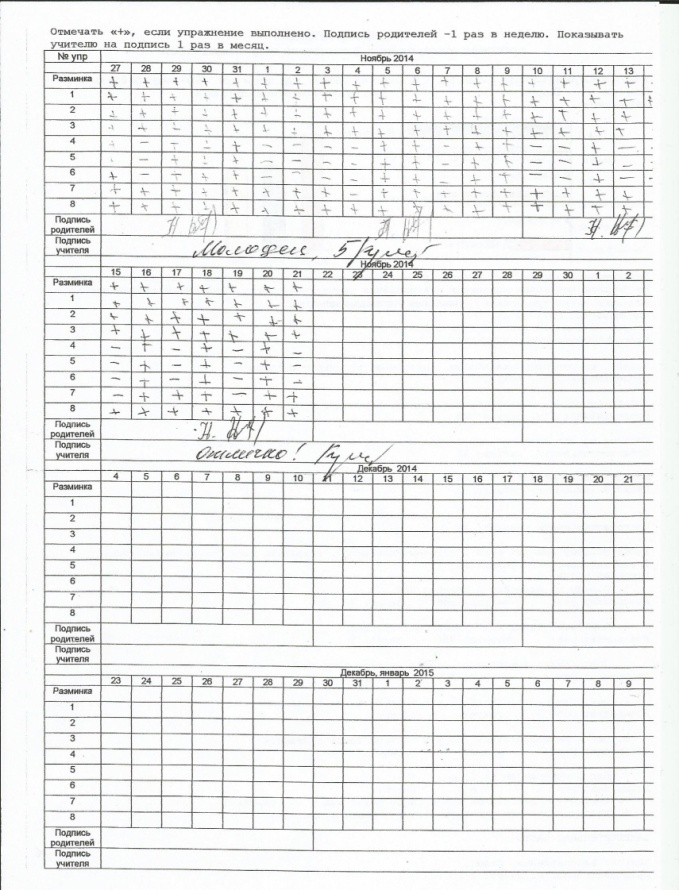 Отмечать «+», если упражнение выполнено. Подпись родителей -1 раз в неделю. Показывать
учителю на подпись 1 раз в месяц.
№ упр Ноябрь 2014
27 28 29 30 31 1 2 3 4 5 6 7 8 9 10 11 12 13
Разминка + + + + + + + + + + + + + + + + + +
1
2
3
4
5
6
7
8
Подпись
родителей
Подпись
учителя Молодец, 5
Ноябрь 2014
15 16 17 18 19 20 21 22 23 24 25 26 27 28 29 30 1 2
Разминка + + + + + + +
1 + + + + + + +
2 + + + + + + +
3 + + + + + + +
4 – + – + – + –
5 – + – + – + –
6 – + – + – + –
7 – + + + – + +
8 + + + + + + +
Подпись
родителей
Подпись
учителя Отлично!
Декабрь 2014
4 5 6 7 8 9 10 11 12 13 14 15 16 17 18 19 20 21
Разминка
1
2
3
4
5
6
7
8
Подпись
родителей
Подпись
учителя
Декабрь, январь 2015
23 24 25 26 27 28 29 30 31 1 2 3 4 5 6 7 8 9
Разминка
1
2
3
4
5
6
7
8
Подпись
родителей
Подпись
учителя